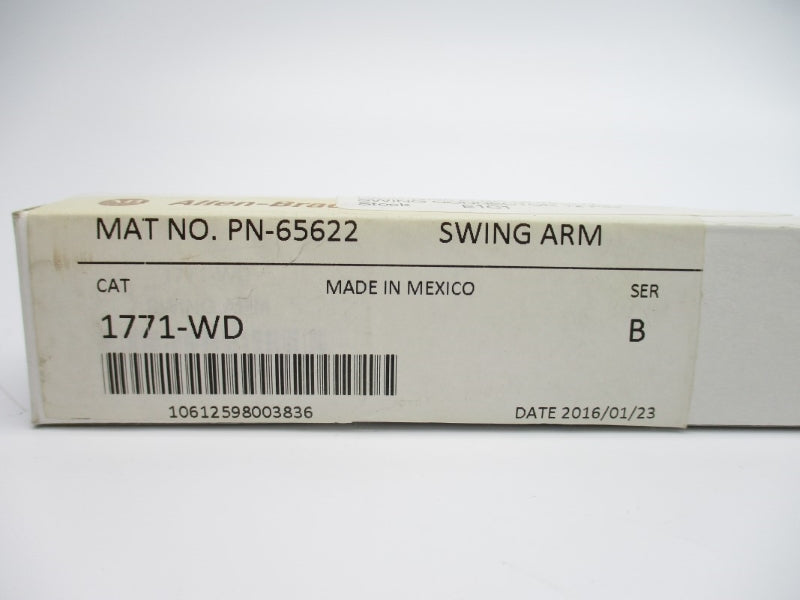 Allen-Bra
MAT NO. PN-65622 SWING ARM
CAT MADE IN MEXICO SER
1771-WD B
10612598003836 DATE 2016/01/23